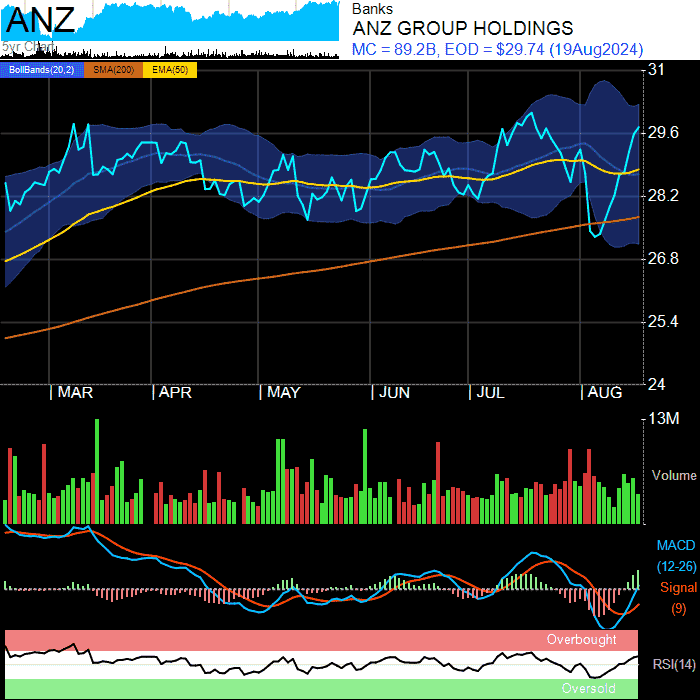 ANZ
5yr Chart
Banks
ANZ GROUP HOLDINGS
MC = 89.2B, EOD = $29.74 (19Aug2024)
BollBands(20,2) SMA(200) EMA(50)
31
29.6
28.2
26.8
25.4
24
MAR APR MAY JUN JUL AUG
13M
Volume
MACD
(12-26)
Signal
(9)
Overbought
RSI(14)
Oversold